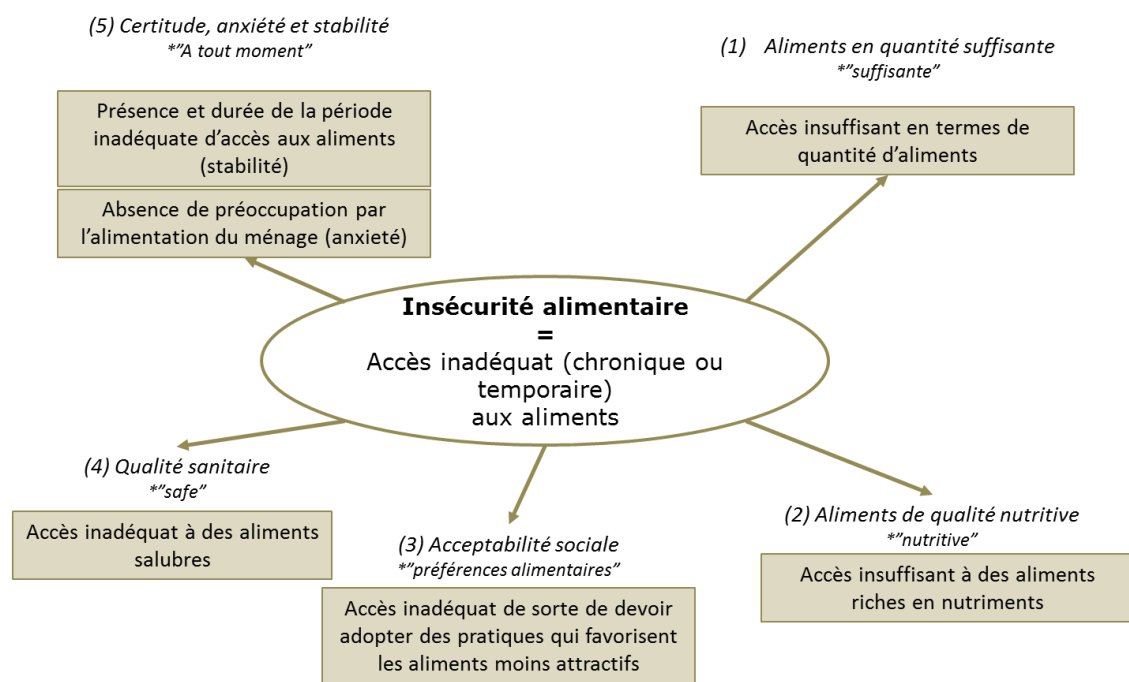 (5) Certitude, anxiété et stabilité
*”A tout moment”
Présence et durée de la période
inadéquate d’accès aux aliments
(stabilité)
Absence de préoccupation par
l’alimentation du ménage (anxieté)
(1) Aliments en quantité suffisante
*”suffisante”
Accès insuffisant en termes de
quantité d’aliments
Insécurité alimentaire
=
Accès inadéquat (chronique ou
temporaire)
aux aliments
(4) Qualité sanitaire
*”safe”
Accès inadéquat à des aliments
salubres
(3) Acceptabilité sociale
*”préférences alimentaires”
Accès inadéquat de sorte de devoir
adopter des pratiques qui favorisent
les aliments moins attractifs
(2) Aliments de qualité nutritive
*”nutritive”
Accès insuffisant à des aliments
riches en nutriments